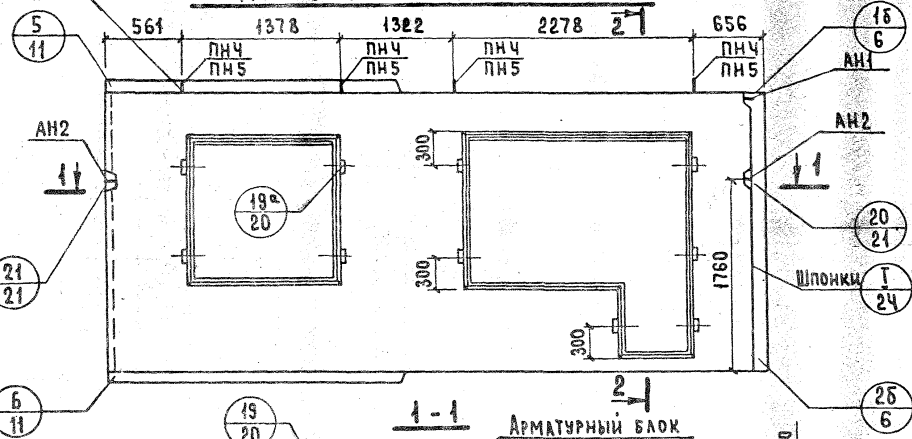 561 1378 1322 2278 656
2
5
11
ПН4
ПН5
ПН4
ПН5
ПН4
ПН5
ПН4
ПН5
1б
6
АН1
АН2
АН2
1
1
300
19а
20
20
21
21
21
300
1760
Шпонки
I
24
300
6
11
2б
6
2
19
20
1-1
Арматурный блок